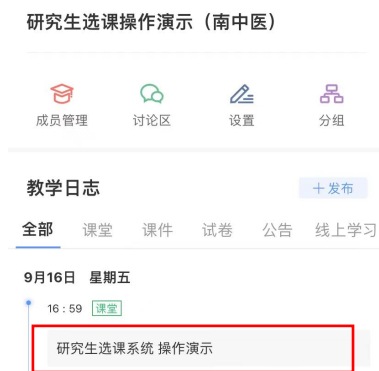 研究生选课操作演示（南中医）
成员管理 讨论区 设置 分组
教学日志 ＋发布
全部 课堂 课件 试卷 公告 线上学习
9月16日 星期五
16 : 59 课堂
研究生选课系统 操作演示